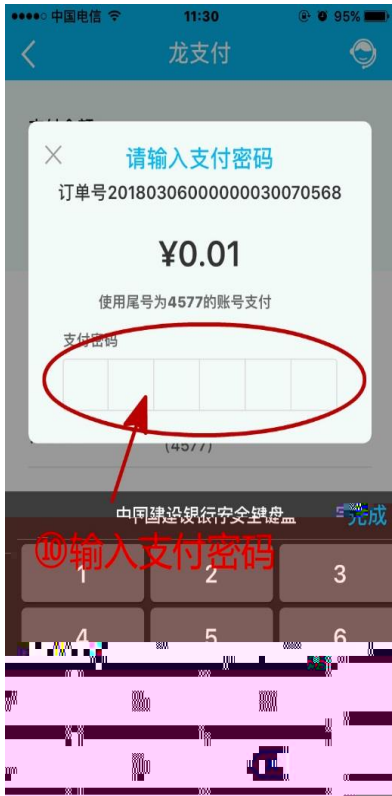 中国电信 11:30 95%
龙支付
请输入支付密码
订单号20180306000000030070568
¥0.01
使用尾号为4577的账号支付
支付密码
(4577)
中国建设银行安全键盘 完成
⑩输入支付密码
1 2 3
4 5 6